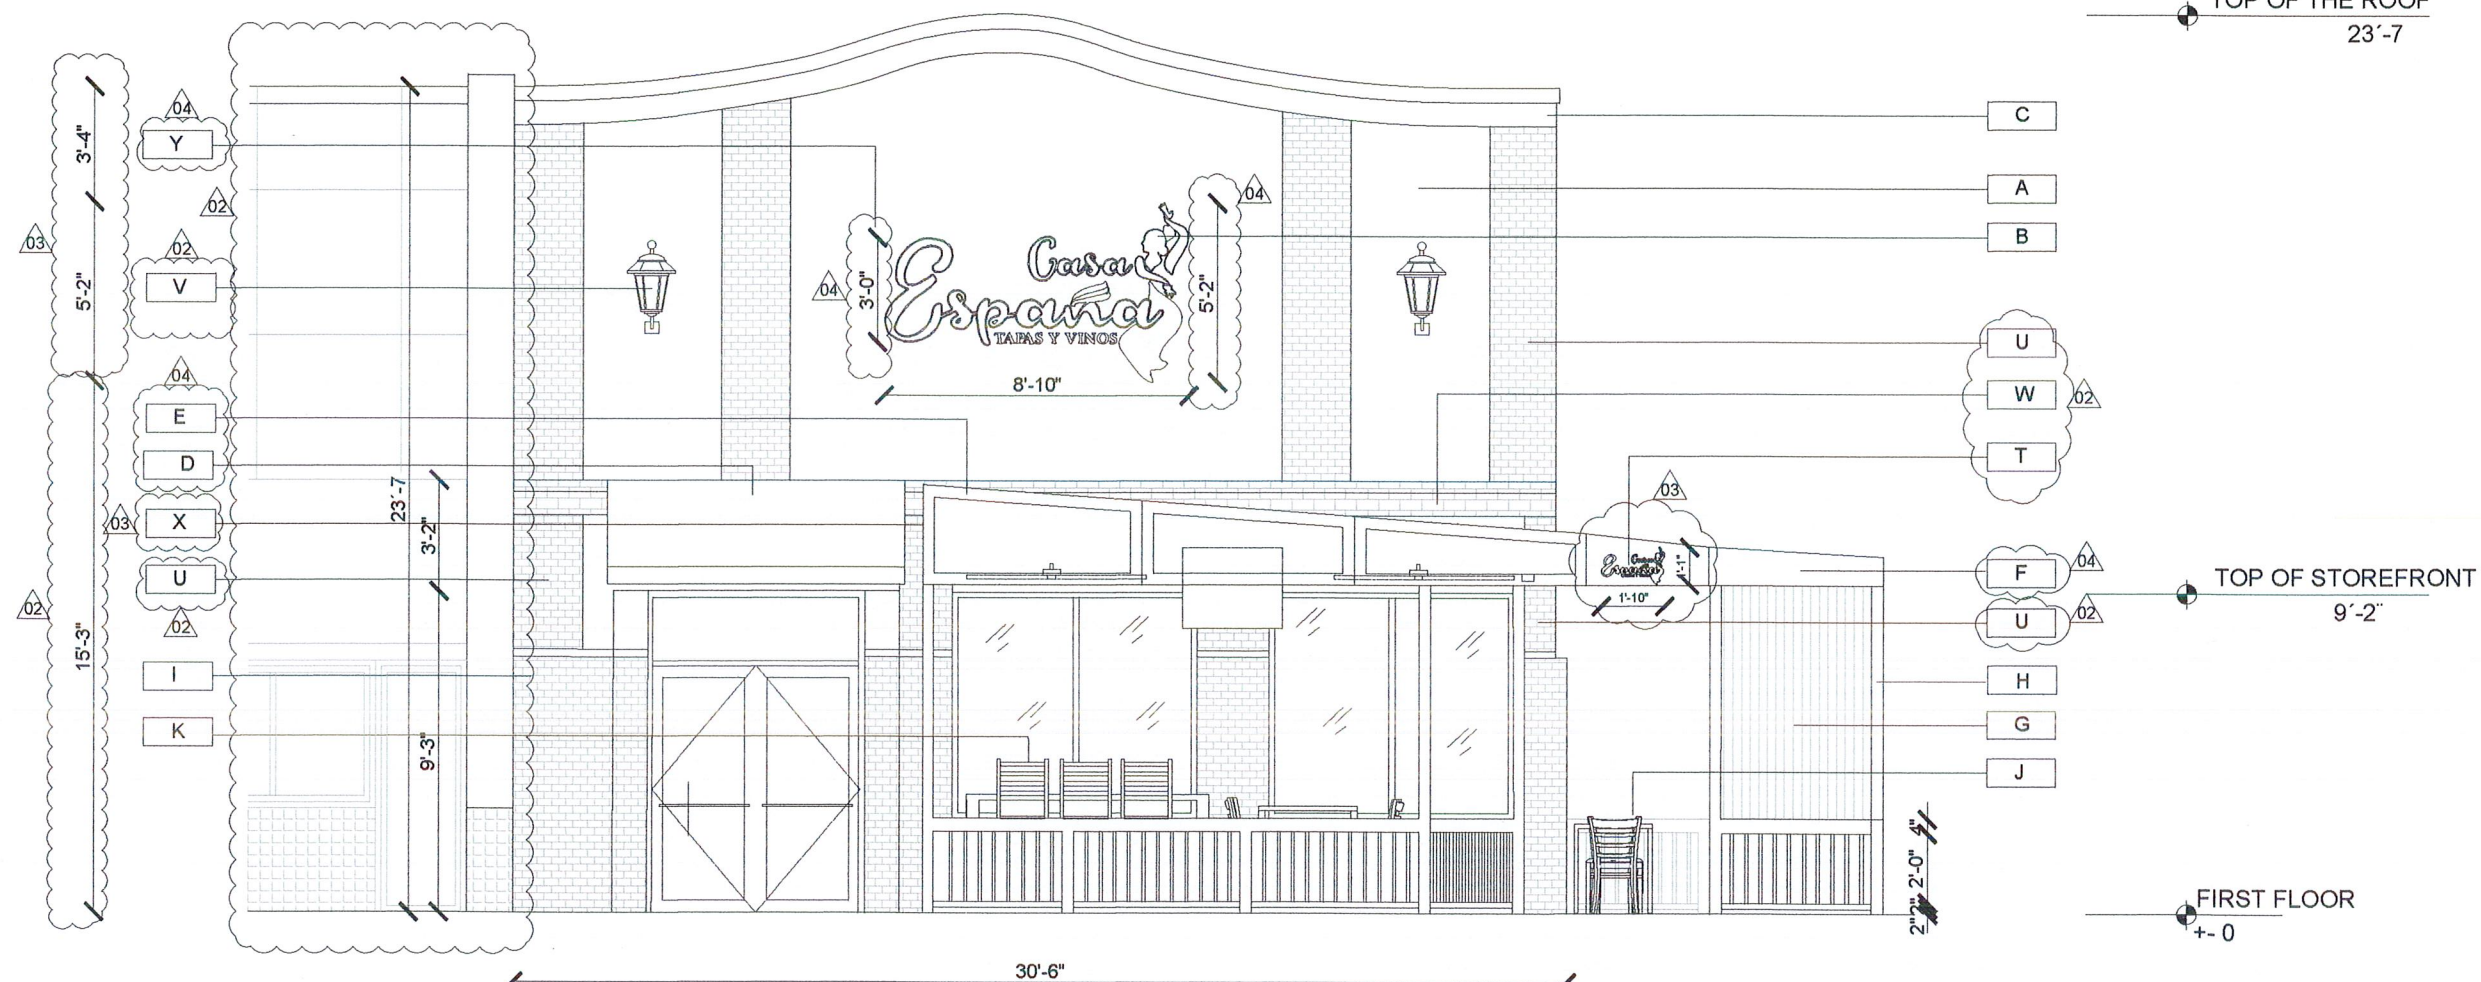 TOP OF THE ROOF
23´-7
04
3'-4"
Y
C
02
04
A
03
02
B
5'-2"
V
04
3'-0"
Casa
España
TAPAS Y VINOS
5'-2"
U
8'-10"
04
W
02
E
T
D
23´-7
3'-2"
03
03
X
U
1'-1"
F
04
TOP OF STOREFRONT
9´-2¨
1'-10"
02
02
U
02
15'-3"
I
H
K
9'-3"
G
J
4"
2'-0"
2"
2"
FIRST FLOOR
+- 0
30'-6"